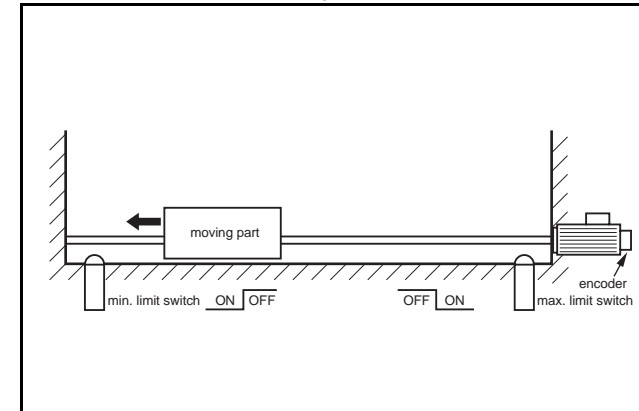 moving part
encoder
min. limit switch ON OFF OFF ON max. limit switch